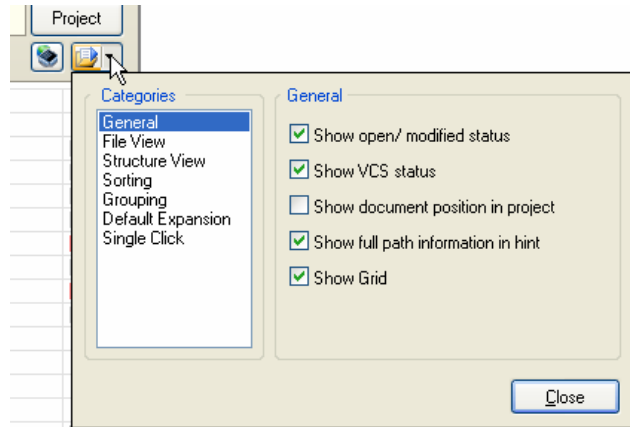 Project
Categories
General
File View
Structure View
Sorting
Grouping
Default Expansion
Single Click
General
Show open/ modified status
Show VCS status
Show document position in project
Show full path information in hint
Show Grid
Close